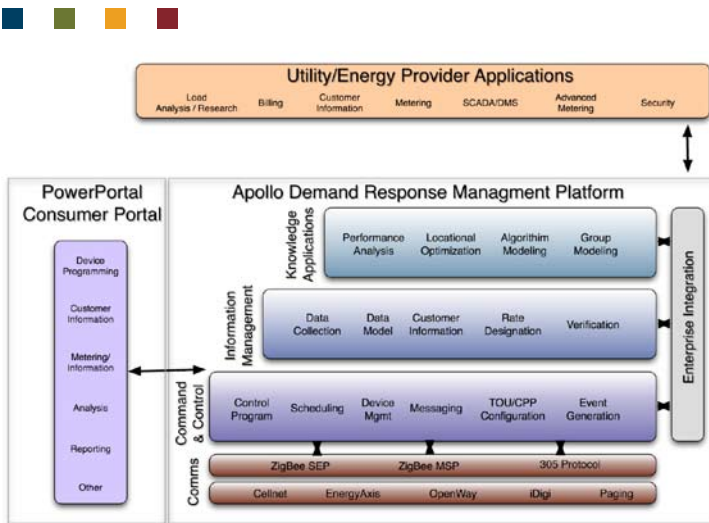 Utility/Energy Provider Applications
Load Analysis / Research
Billing
Customer Information
Metering
SCADA/DMS
Advanced Metering
Security
PowerPortal
Consumer Portal
Device Programming
Customer Information
Metering/ Information
Analysis
Reporting
Other
Apollo Demand Response Managment Platform
Knowledge Applications
Performance Analysis
Locational Optimization
Algorithim Modeling
Group Modeling
Information Management
Data Collection
Data Model
Customer Information
Rate Designation
Verification
Command & Control
Control Program
Scheduling
Device Mgmt
Messaging
TOU/CPP Configuration
Event Generation
Comms
ZigBee SEP
ZigBee MSP
305 Protocol
Cellnet
EnergyAxis
OpenWay
iDigi
Paging
Enterprise Integration